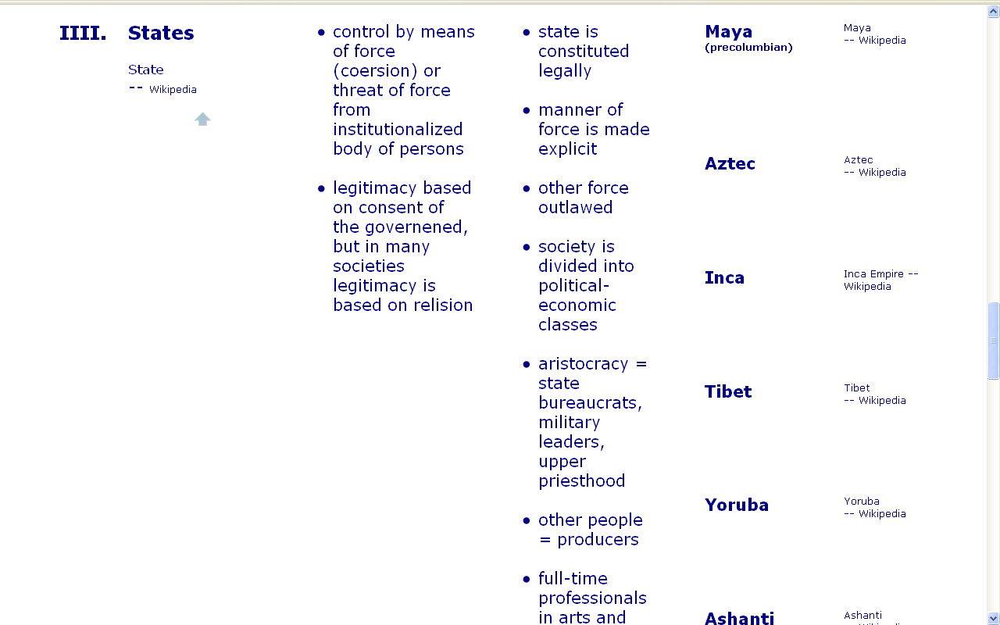 IIII.
States
State
-- Wikipedia
• control by means
of force
(coersion) or
threat of force
from
institutionalized
body of persons
• legitimacy based
on consent of
the governened,
but in many
societies
legitimacy is
based on relision
• state is
constituted
legally
• manner of
force is made
explicit
• other force
outlawed
• society is
divided into
political-
economic
classes
• aristocracy =
state
bureaucrats,
military
leaders,
upper
priesthood
• other people
= producers
• full-time
professionals
in arts and
Maya
(precolumbian)
Maya
-- Wikipedia
Aztec
Aztec
-- Wikipedia
Inca
Inca Empire --
Wikipedia
Tibet
Tibet
-- Wikipedia
Yoruba
Yoruba
-- Wikipedia
Ashanti
Ashanti